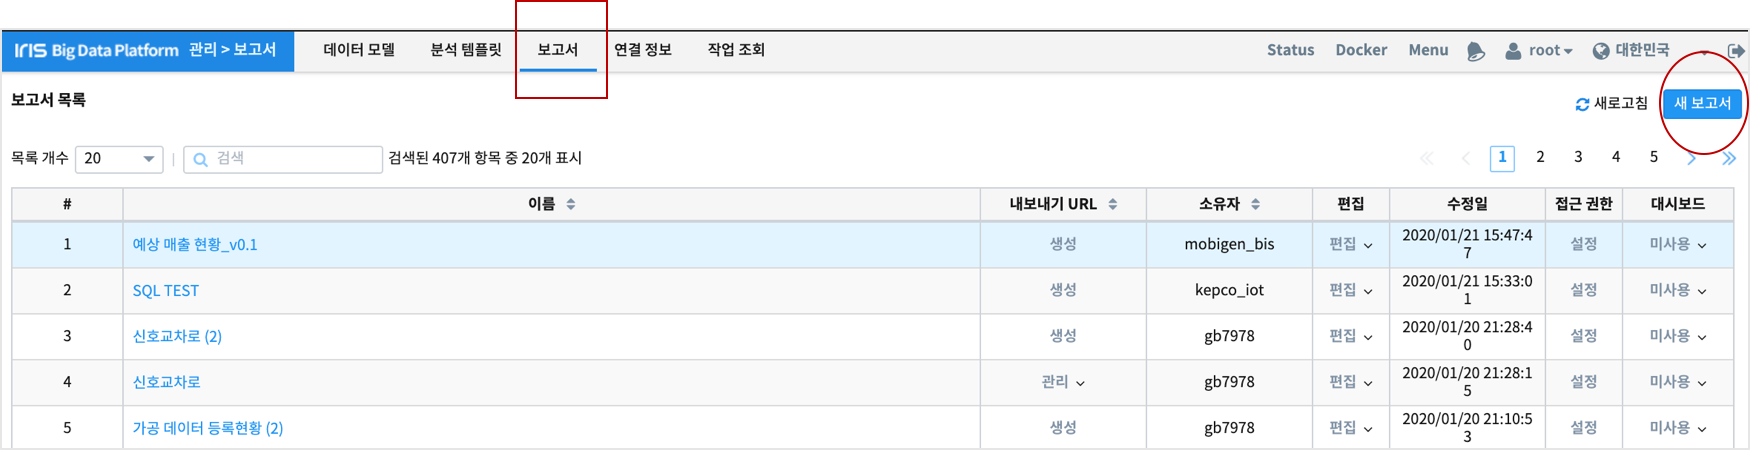 IRIS Big Data Platform 관리 > 보고서 데이터 모델 분석 템플릿 보고서 연결 정보 작업 조회 Status Docker Menu root 대한민국
보고서 목록 새로고침 새 보고서
목록 개수 20 | 검색 검색된 407개 항목 중 20개 표시 1 2 3 4 5
# 이름 내보내기 URL 소유자 편집 수정일 접근 권한 대시보드
1 예상 매출 현황_v0.1 생성 mobigen_bis 편집 2020/01/21 15:47:4 설정 미사용
7
2 SQL TEST 생성 kepco_iot 편집 2020/01/21 15:33:0 설정 미사용
1
3 신호교차로 (2) 생성 gb7978 편집 2020/01/20 21:28:4 설정 미사용
0
4 신호교차로 관리 gb7978 편집 2020/01/20 21:28:1 설정 미사용
5
5 가공 데이터 등록현황 (2) 생성 gb7978 편집 2020/01/20 21:10:5 설정 미사용
3